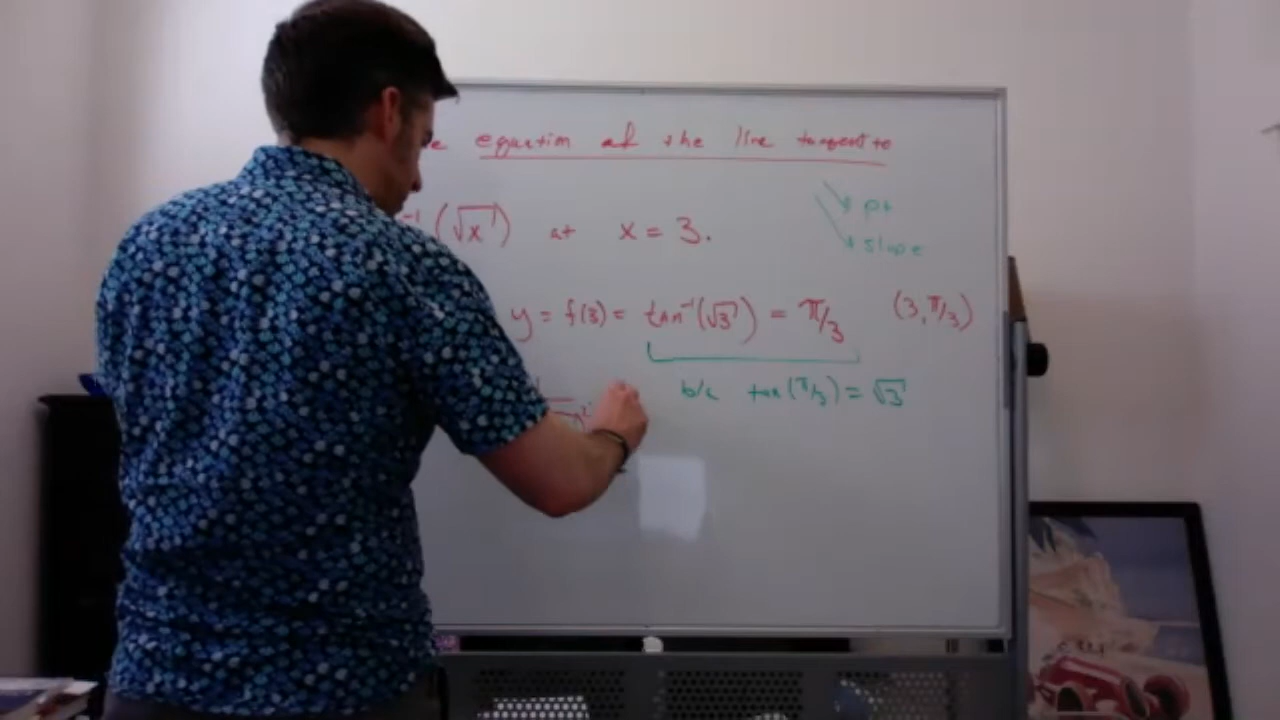 e equation of the line tangent to
-1 (√x) at x = 3.
↘ pt
↘ slope
y = f(3) = tan⁻¹(√3) = π/3 (3, π/3)
b/c tan(π/3) = √3